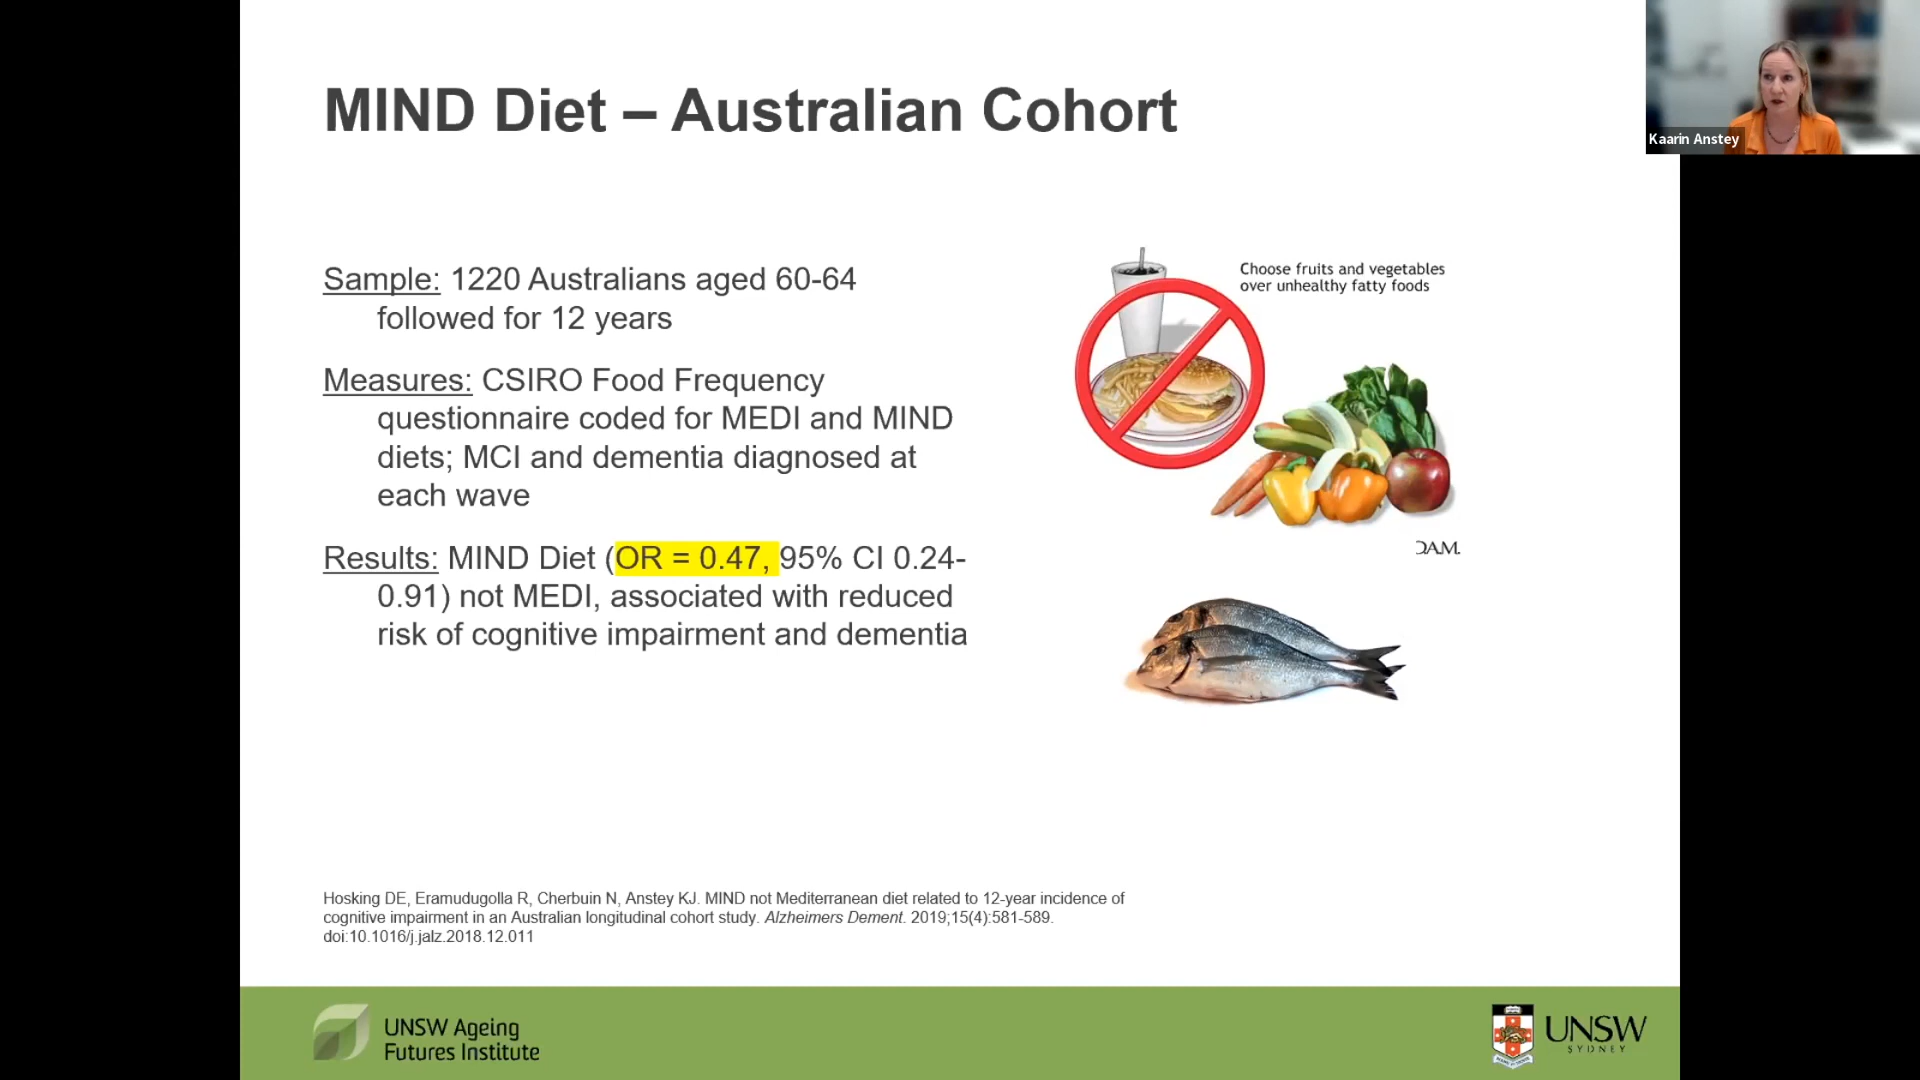 MIND Diet – Australian Cohort
Kaarin Anstey
Sample: 1220 Australians aged 60-64
followed for 12 years
Measures: CSIRO Food Frequency
questionnaire coded for MEDI and MIND
diets; MCI and dementia diagnosed at
each wave
Results: MIND Diet (OR = 0.47, 95% CI 0.24-
0.91) not MEDI, associated with reduced
risk of cognitive impairment and dementia
Choose fruits and vegetables
over unhealthy fatty foods
Hosking DE, Eramudugolla R, Cherbuin N, Anstey KJ. MIND not Mediterranean diet related to 12-year incidence of
cognitive impairment in an Australian longitudinal cohort study. Alzheimers Dement. 2019;15(4):581-589.
doi:10.1016/j.jalz.2018.12.011
UNSW Ageing
Futures Institute
UNSW
SYDNEY